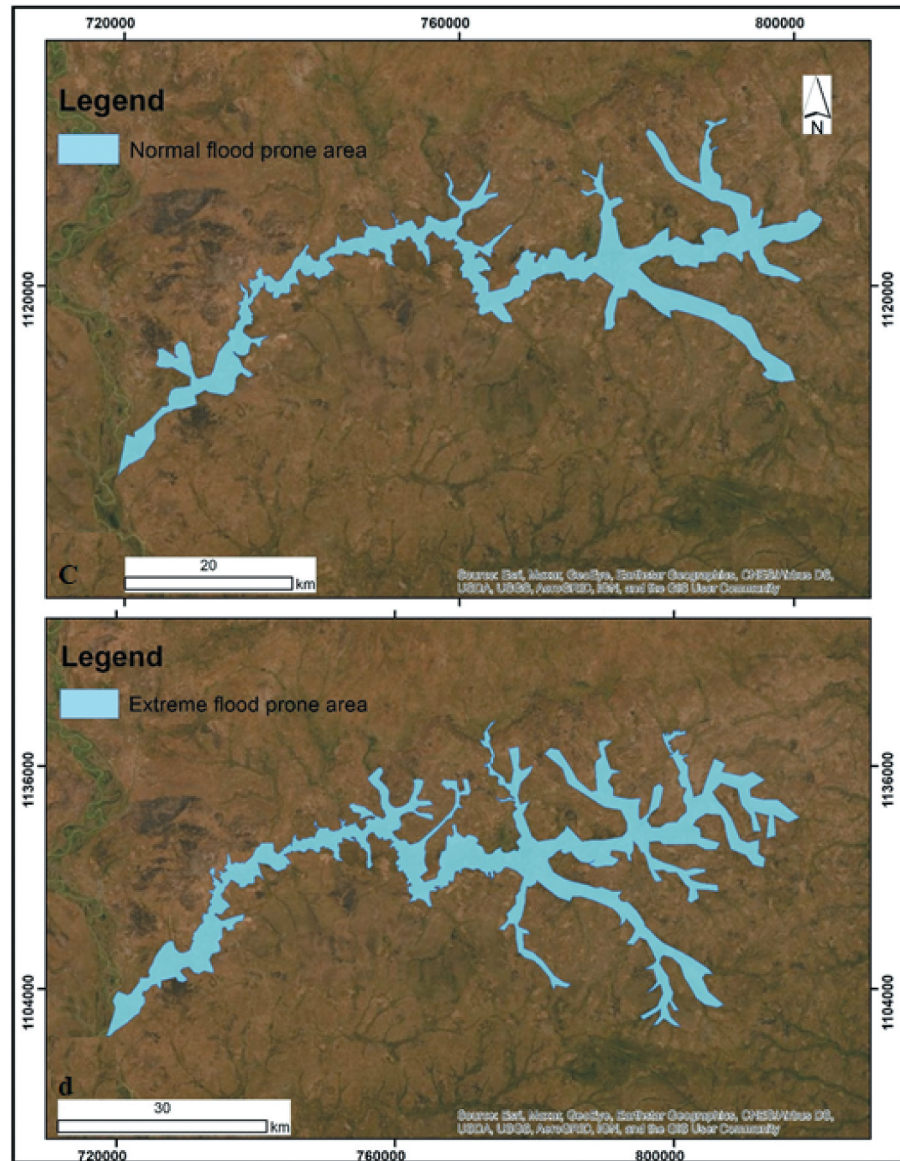 720000 760000 800000
Legend
Normal flood prone area
N
1120000 1120000
20
km
C
Source: Esri, Maxar, GeoEye, Earthstar Geographics, CNES/Airbus DS,
USDA, USGS, AeroGRID, IGN, and the GIS User Community
Legend
Extreme flood prone area
1136000 1136000
1104000 1104000
d
30
km
Source: Esri, Maxar, GeoEye, Earthstar Geographics, CNES/Airbus DS,
USDA, USGS, AeroGRID, IGN, and the GIS User Community
720000 760000 800000